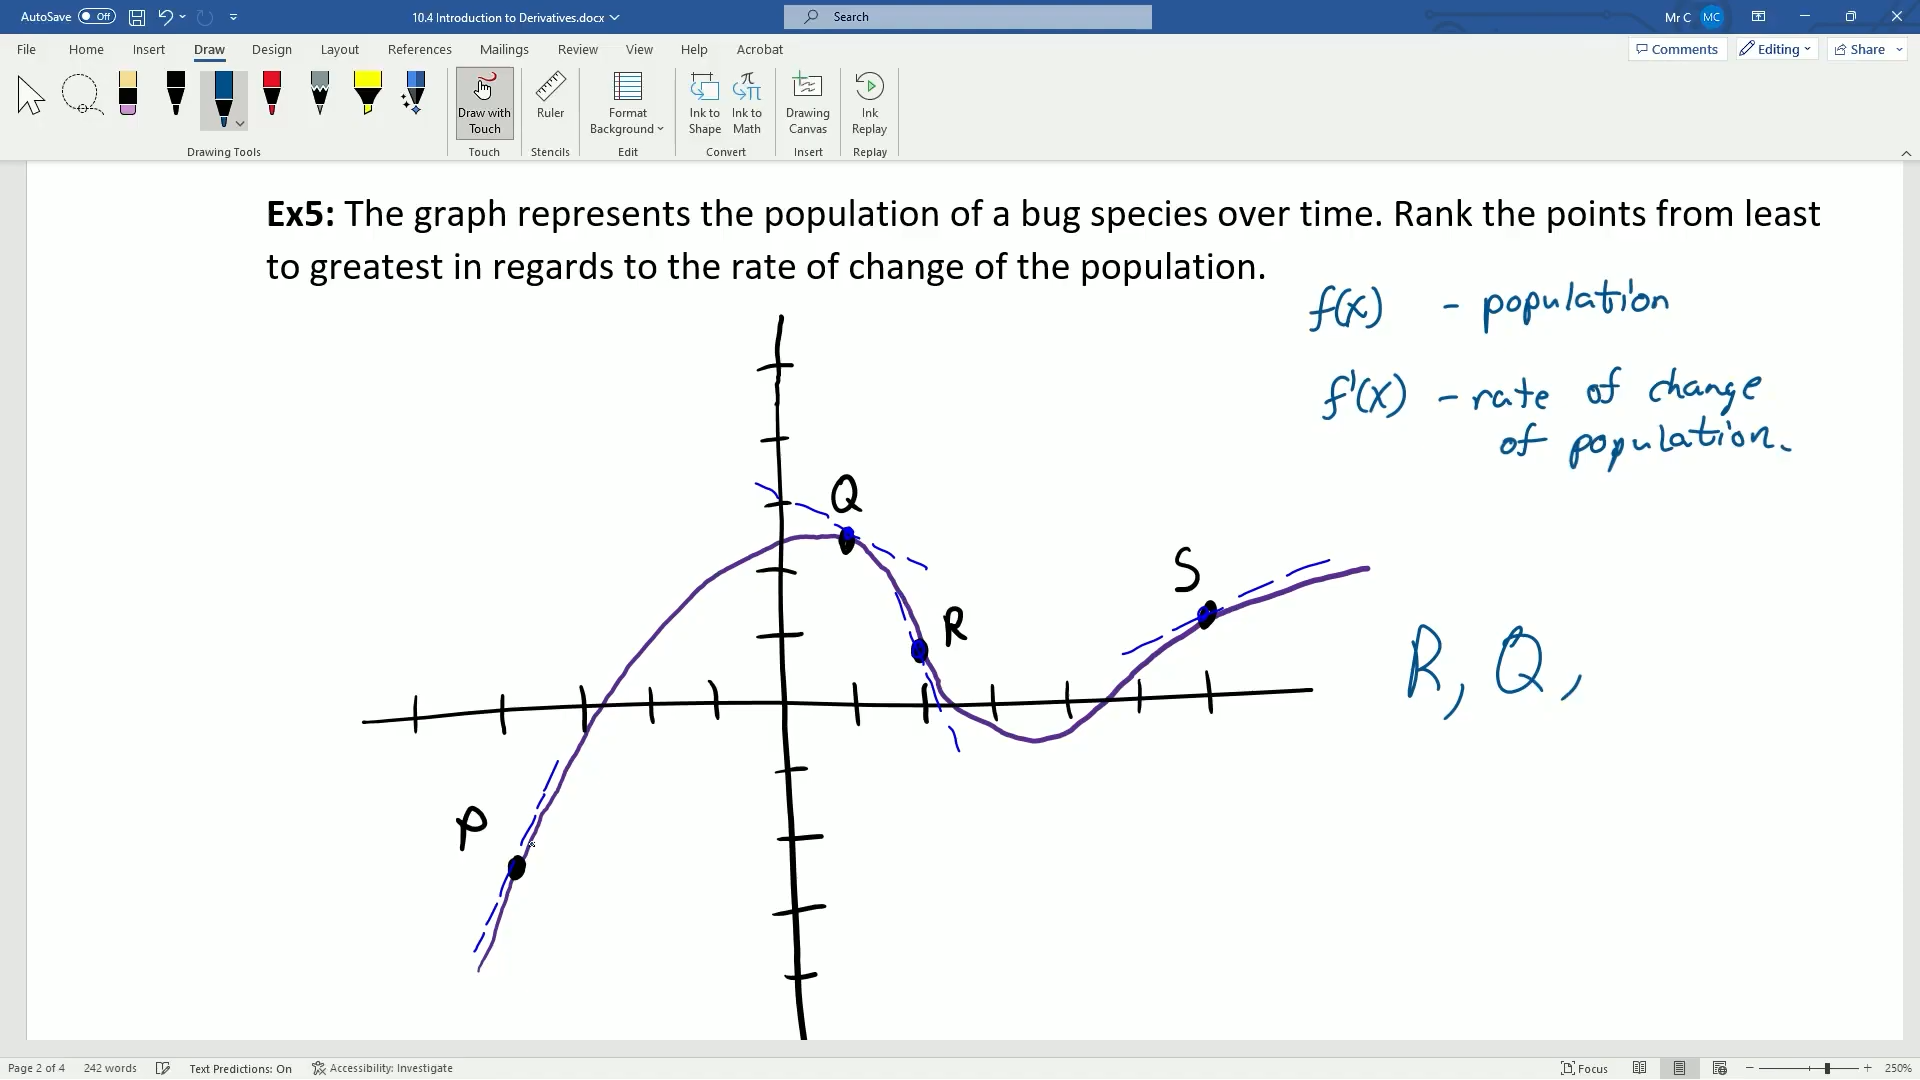 AutoSave Off 10.4 Introduction to Derivatives.docx Search Mr C MC
File Home Insert Draw Design Layout References Mailings Review View Help Acrobat Comments Editing Share
Draw with Touch Ruler Format Background Ink to Shape Ink to Math Drawing Canvas Ink Replay
Drawing Tools Touch Stencils Edit Convert Insert Replay
Ex5: The graph represents the population of a bug species over time. Rank the points from least
to greatest in regards to the rate of change of the population.
f(x) - population
f'(x) - rate of change
of population.
Q
S
R
R, Q,
P
Page 2 of 4 242 words Text Predictions: On Accessibility: Investigate Focus 250%